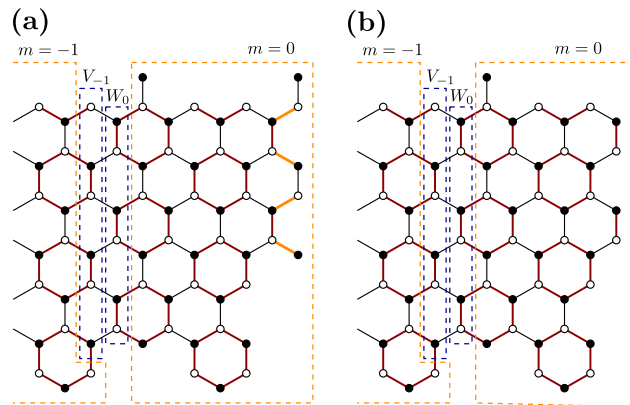 (a)
(b)
m = −1
m = 0
m = −1
m = 0
V₋₁
V₋₁
W₀
W₀